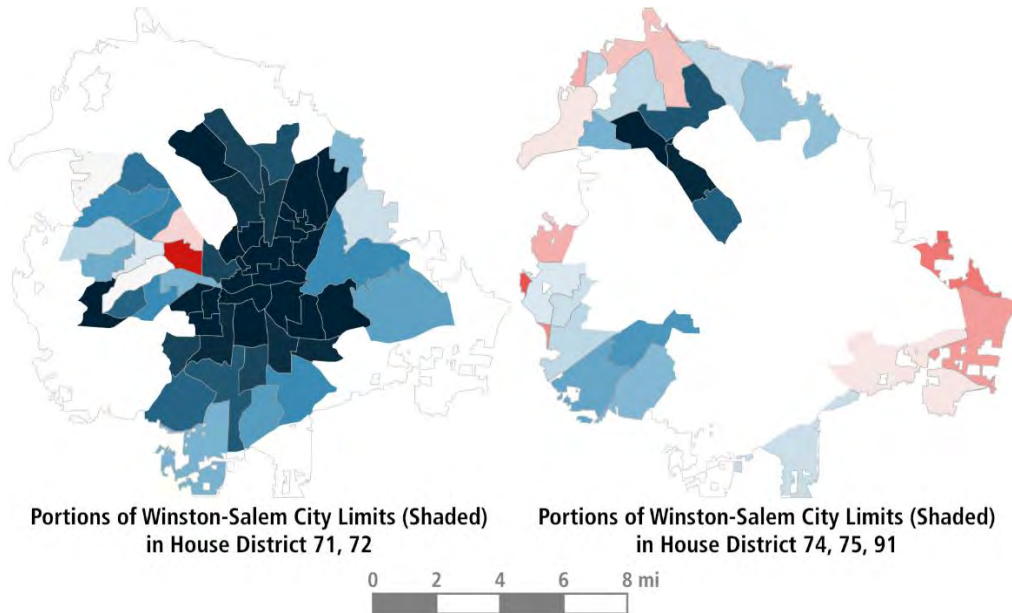 Portions of Winston-Salem City Limits (Shaded)
in House District 71, 72
Portions of Winston-Salem City Limits (Shaded)
in House District 74, 75, 91
0 2 4 6 8 mi